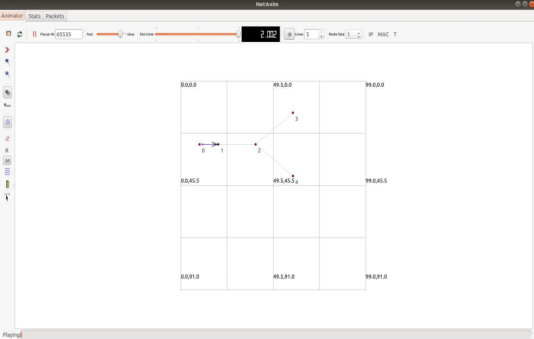 NetAnim
Animator Stats Packets
Pause At 65535 Fast slow Sim time 2.002 Lines 5 Node Size 1 IP MAC T
0.0,0.0 49.5,0.0 99.0,0.0
3
0 1 2
0.0,45.5 49.5,45.5 4 99.0,45.5
0.0,91.0 49.5,91.0 99.0,91.0
Playing